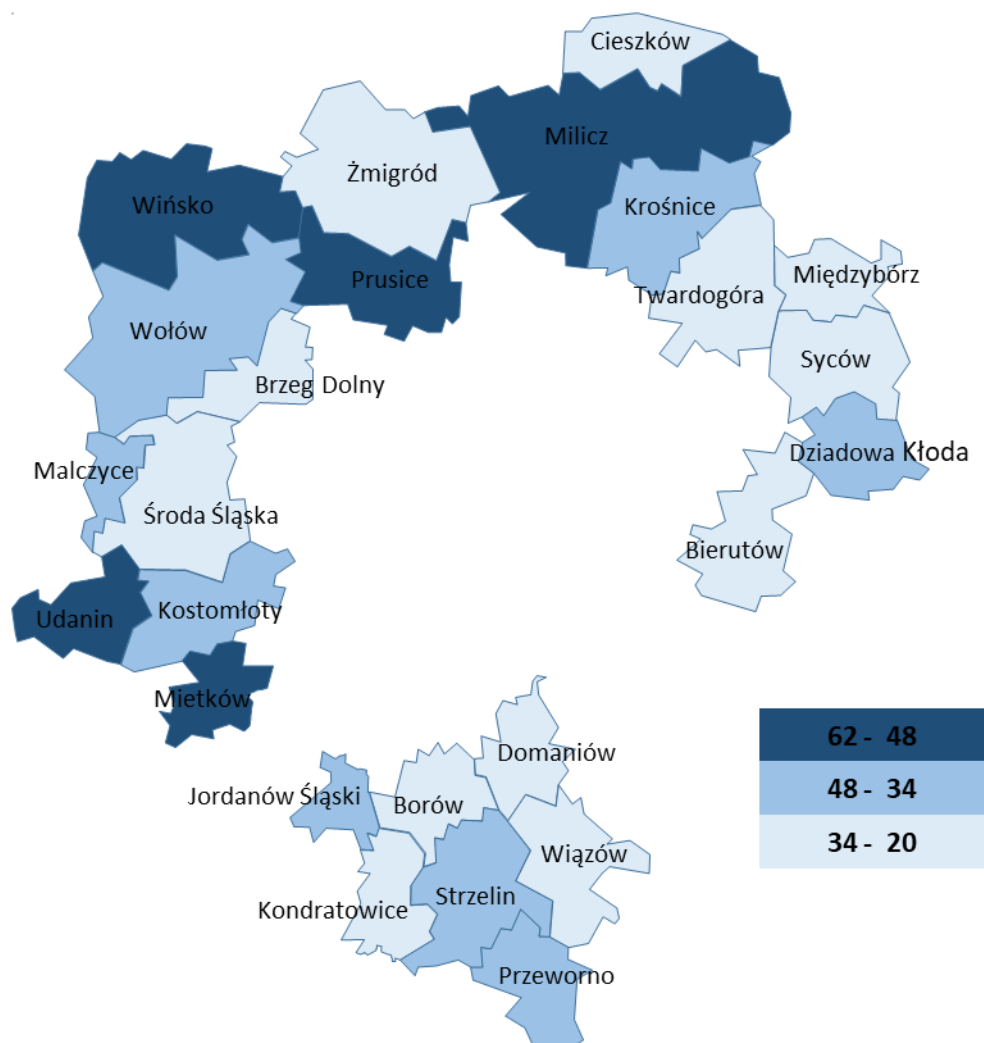 Cieszków
Milicz
Żmigród
Wińsko
Krośnice
Prusice
Międzybórz
Twardogóra
Wołów
Syców
Brzeg Dolny
Dziadowa Kłoda
Malczyce
Środa Śląska
Bierutów
Udanin
Kostomłoty
Mietków
62 - 48
Domaniów
48 - 34
Jordanów Śląski
Borów
34 - 20
Wiązów
Strzelin
Kondratowice
Przeworno